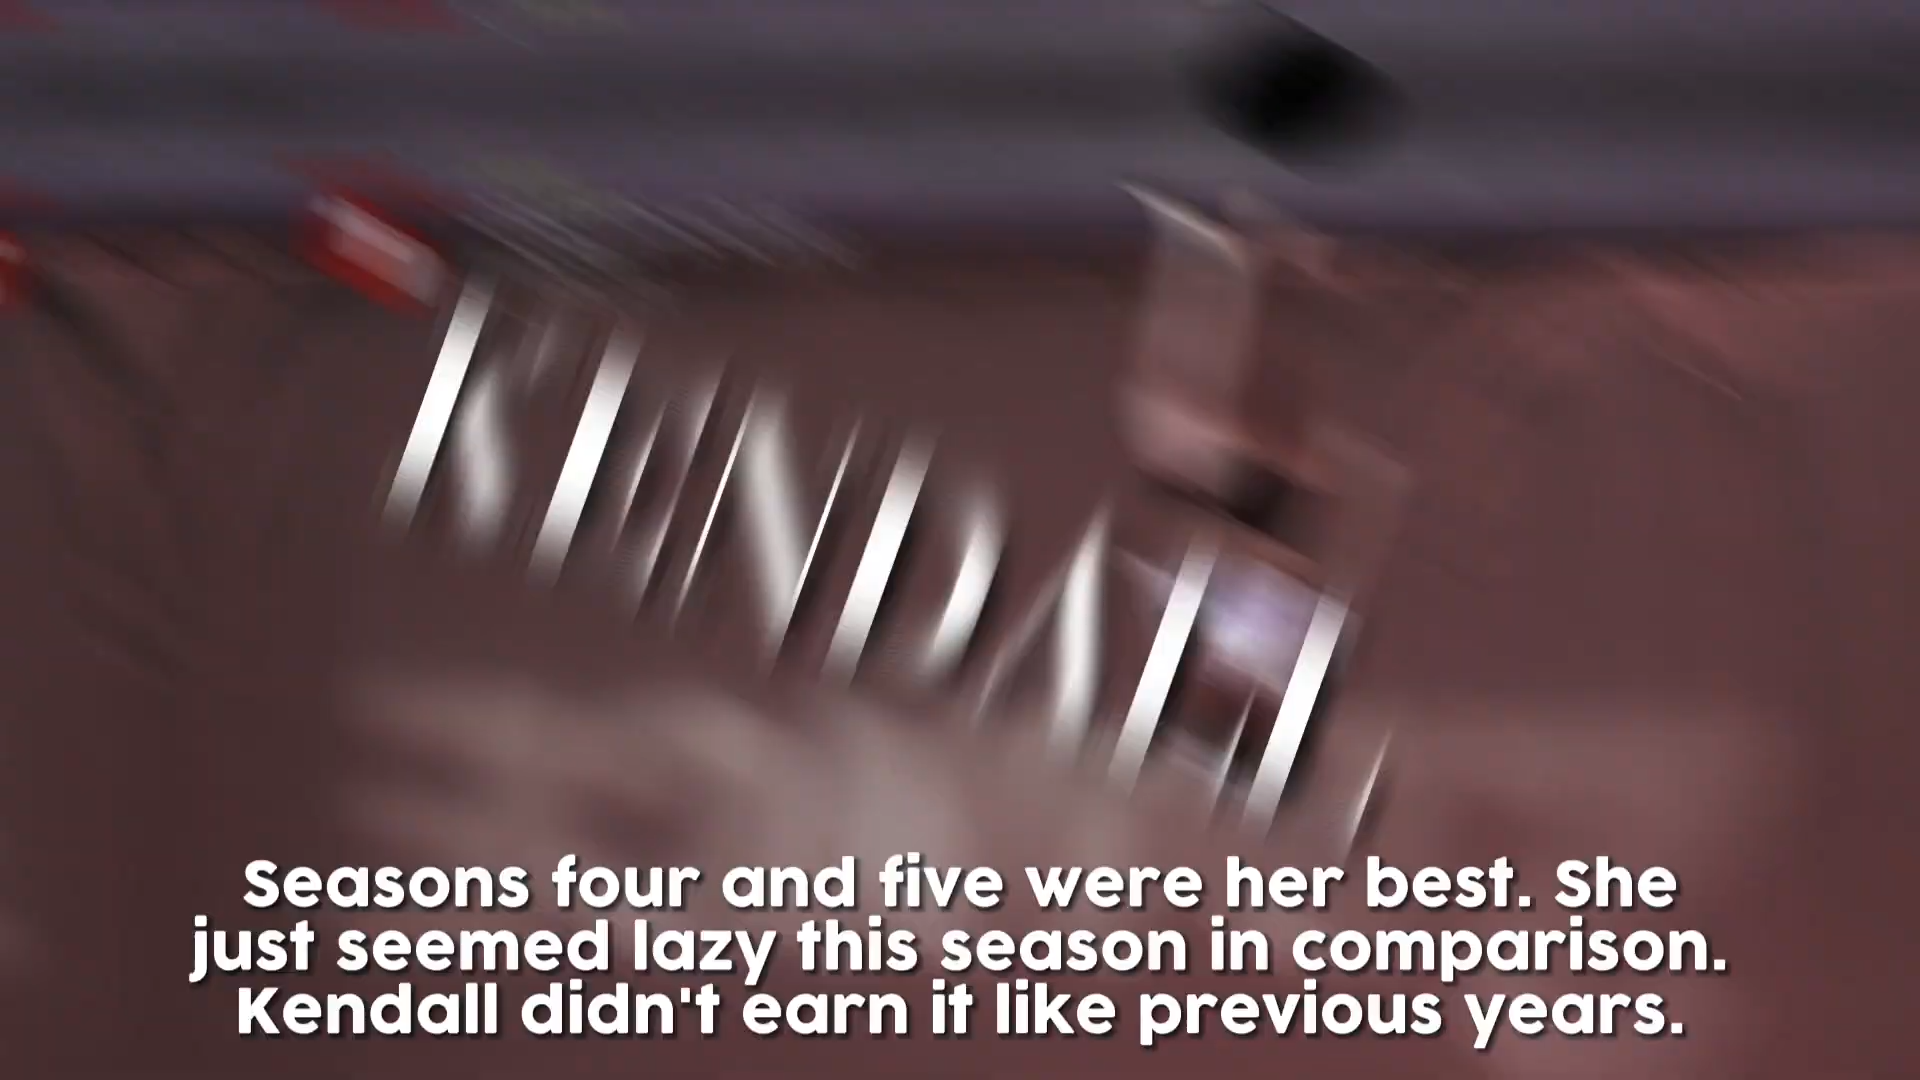 KENDALL
Seasons four and five were her best. She
just seemed lazy this season in comparison.
Kendall didn't earn it like previous years.